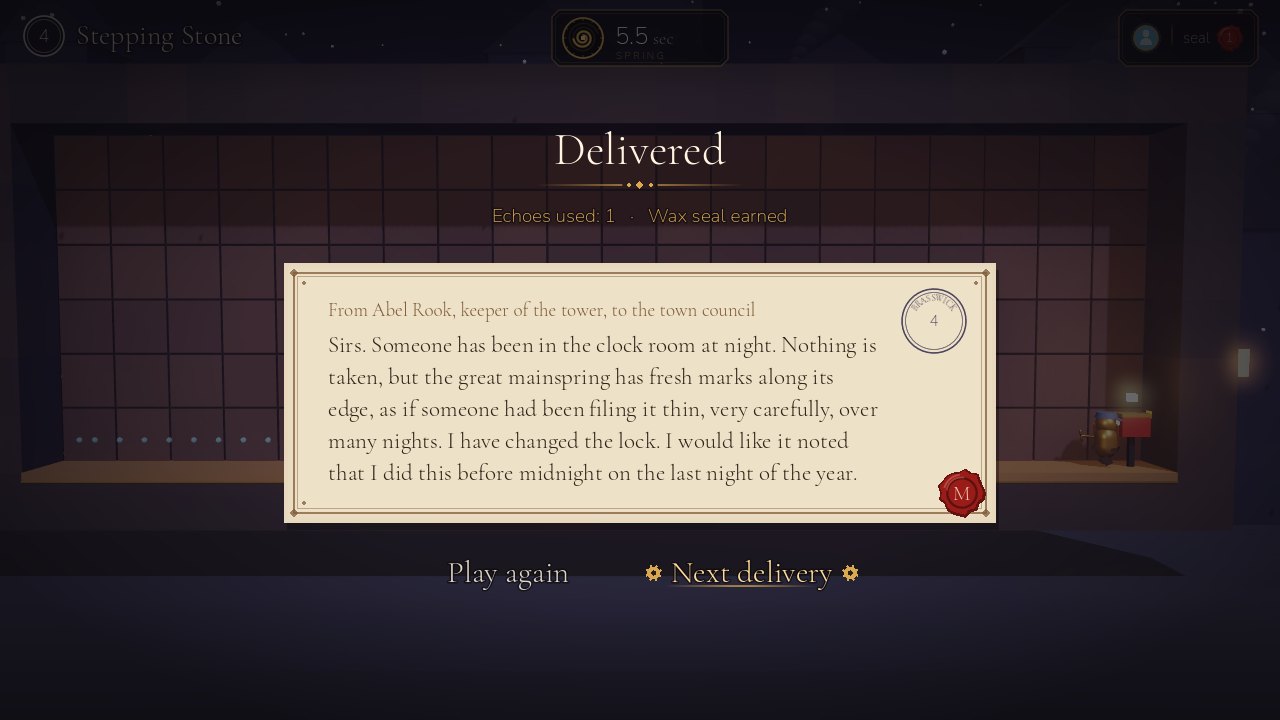 4 Stepping Stone
5.5 sec
SPRING
seal 1
Delivered
Echoes used: 1 · Wax seal earned
From Abel Rook, keeper of the tower, to the town council
BRASSWICK
4
Sirs. Someone has been in the clock room at night. Nothing is
taken, but the great mainspring has fresh marks along its
edge, as if someone had been filing it thin, very carefully, over
many nights. I have changed the lock. I would like it noted
that I did this before midnight on the last night of the year.
M
Play again
Next delivery